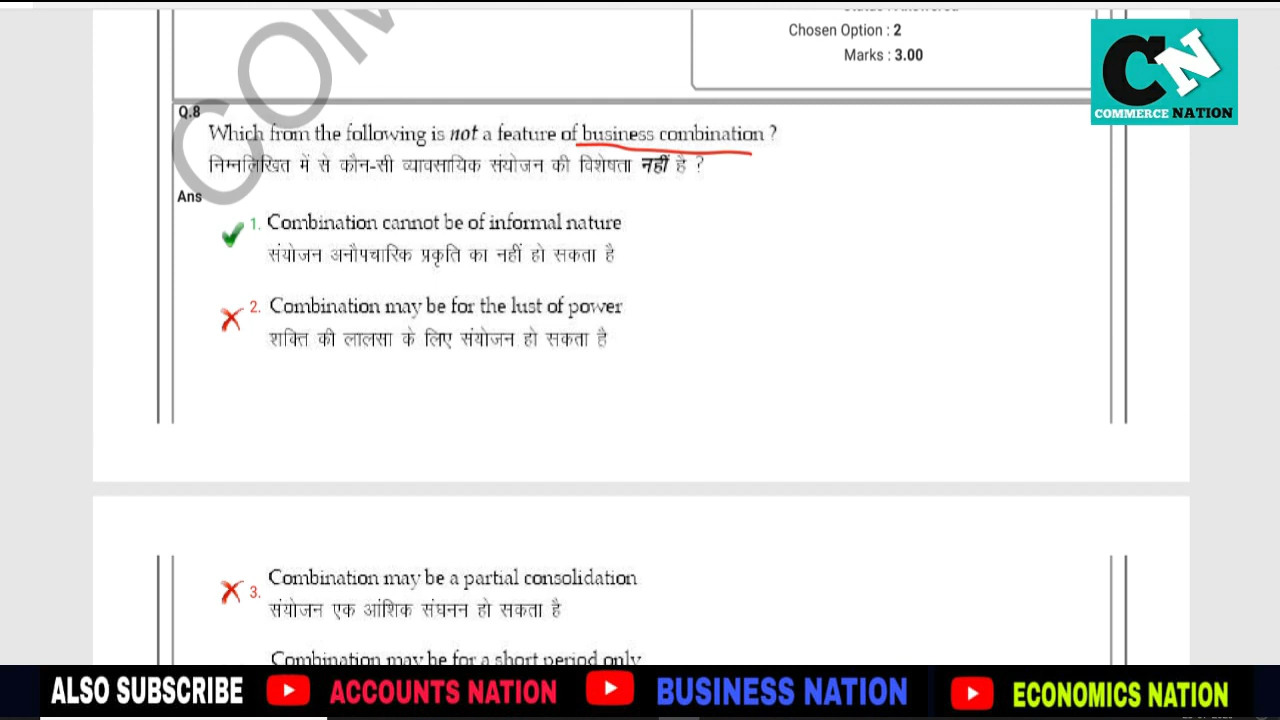 Chosen Option : 2
Marks : 3.00
CN
COMMERCE NATION
COM
Q.8
Which from the following is not a feature of business combination ?
निम्नलिखित में से कौन-सी व्यावसायिक संयोजन की विशेषता नहीं है ?
Ans
1. Combination cannot be of informal nature
संयोजन अनौपचारिक प्रकृति का नहीं हो सकता है
2. Combination may be for the lust of power
शक्ति की लालसा के लिए संयोजन हो सकता है
3. Combination may be a partial consolidation
संयोजन एक आंशिक संघनन हो सकता है
Combination may be for a short period only
ALSO SUBSCRIBE ACCOUNTS NATION BUSINESS NATION ECONOMICS NATION